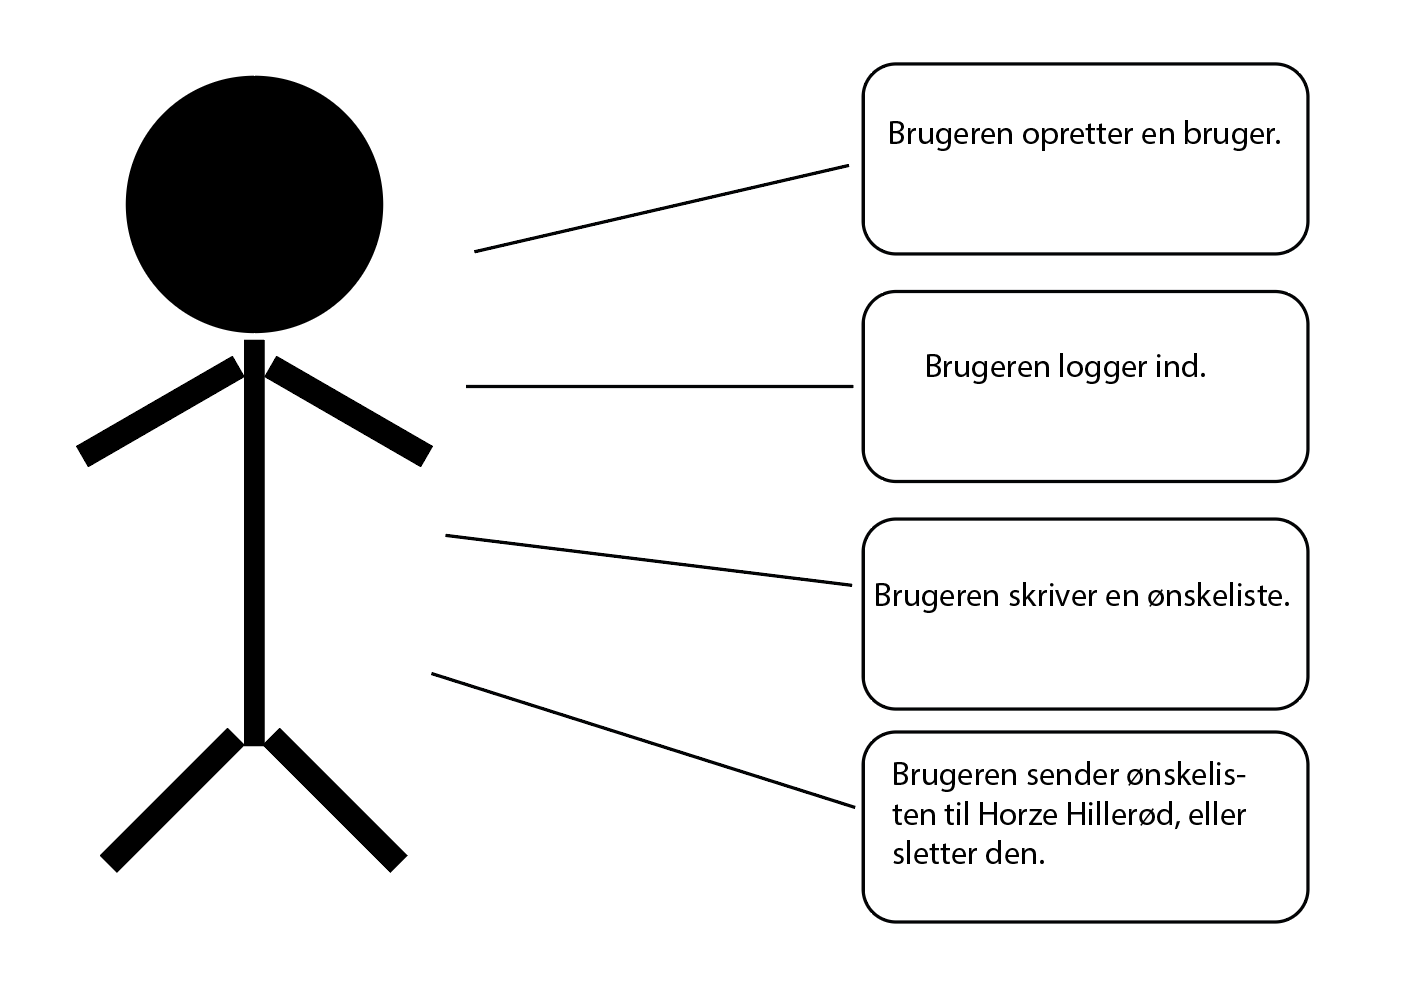 Brugeren opretter en bruger.
Brugeren logger ind.
Brugeren skriver en ønskeliste.
Brugeren sender ønskelis-
ten til Horze Hillerød, eller
sletter den.